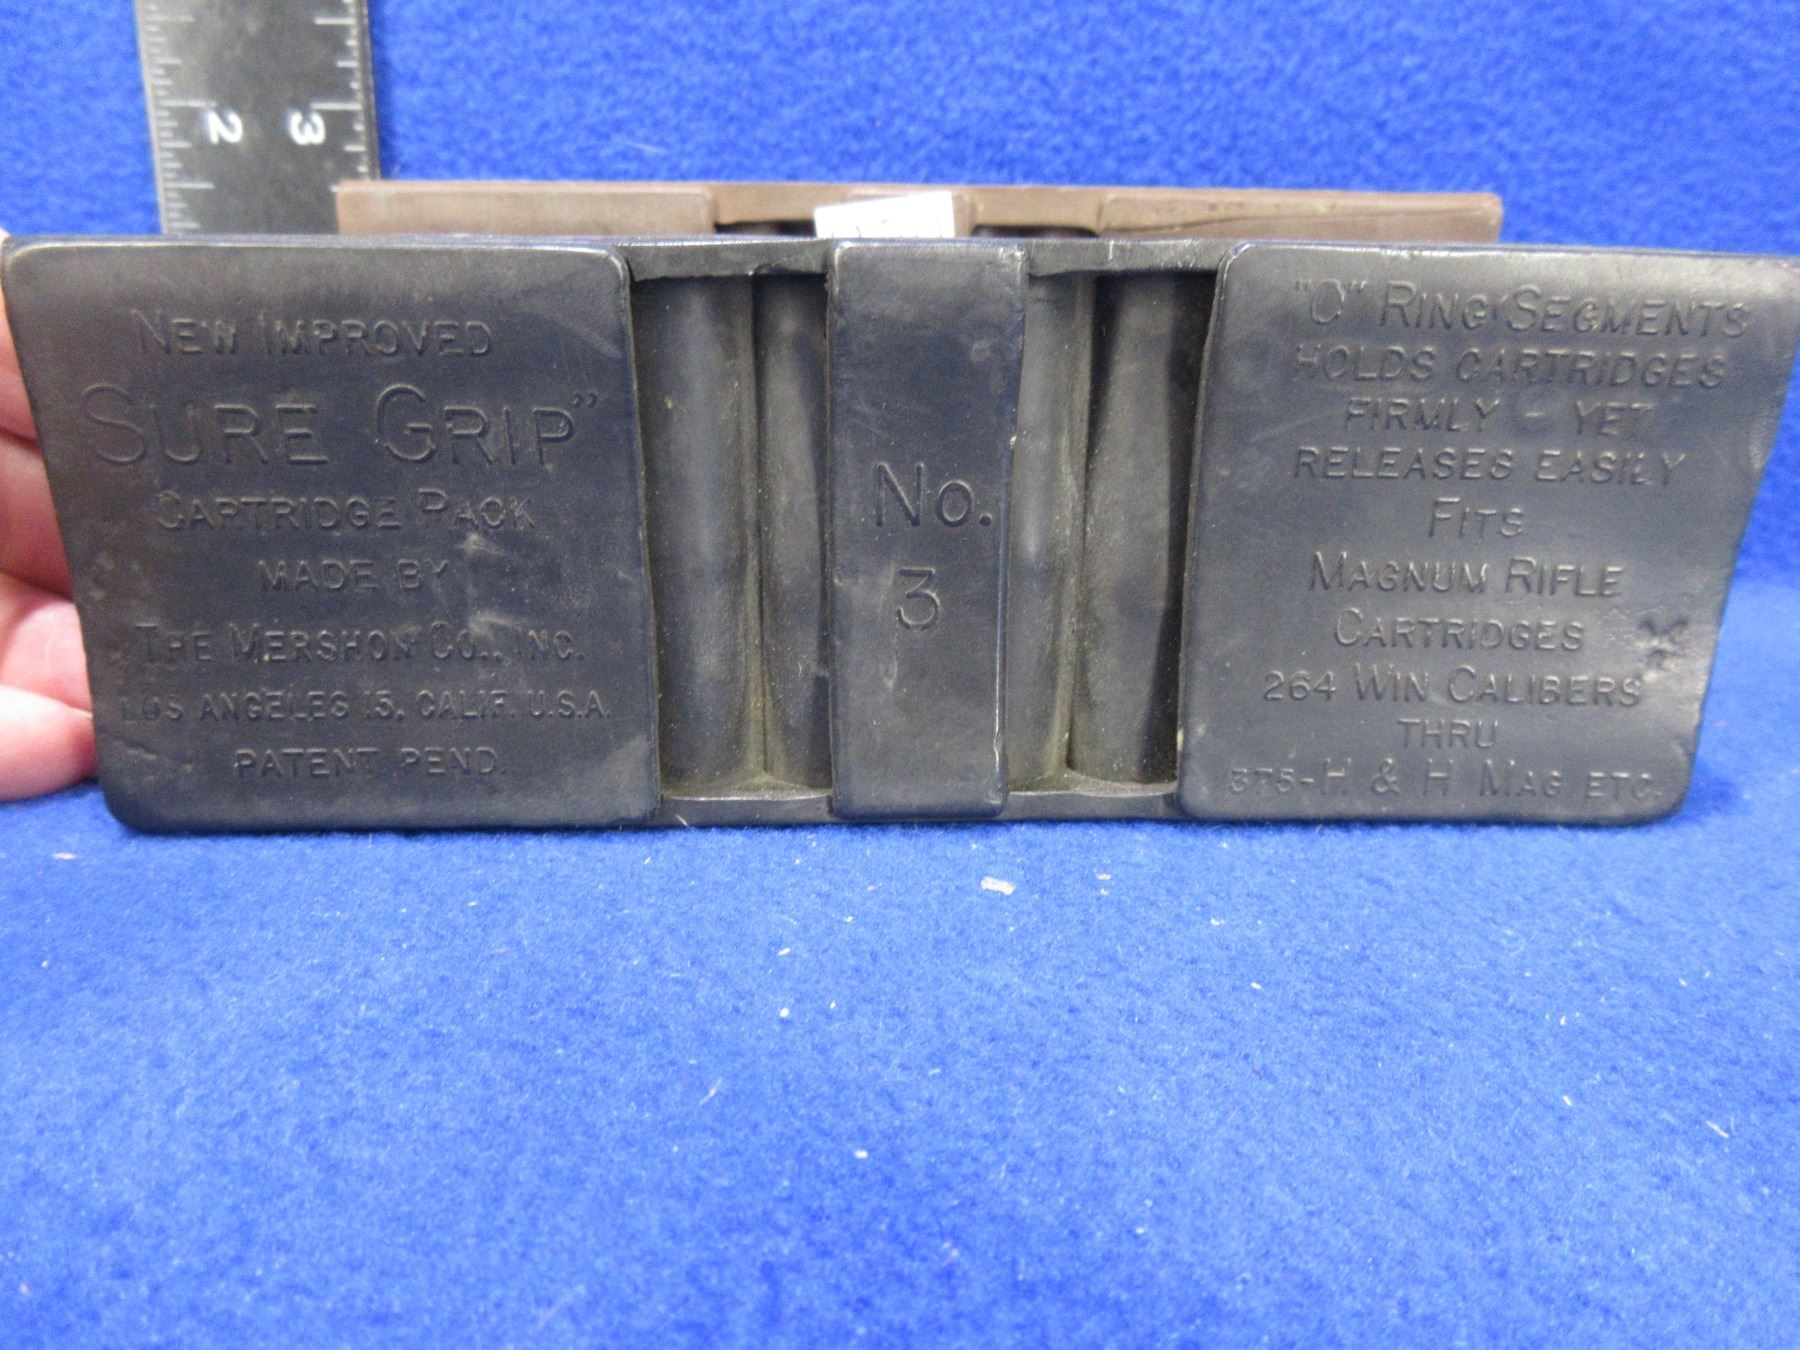 2 3
NEW IMPROVED
SURE GRIP"
CARTRIDGE PACK
MADE BY
THE MERSHON CO., INC.
LOS ANGELES 15, CALIF. U.S.A.
PATENT PEND.
No.
3
"O" RING SEGMENTS
HOLDS CARTRIDGES
FIRMLY - YET
RELEASES EASILY
FITS
MAGNUM RIFLE
CARTRIDGES
264 WIN CALIBERS
THRU
375-H & H MAG ETC.